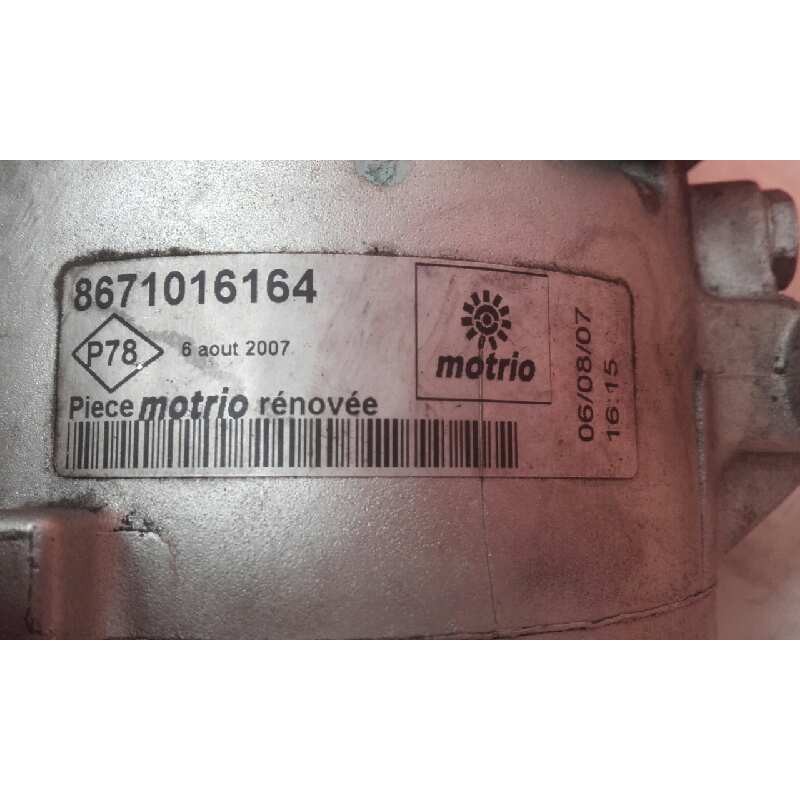 8671016164
P78
6 aout 2007
motrio
Piece motrio rénovée
06/08/07
16:15